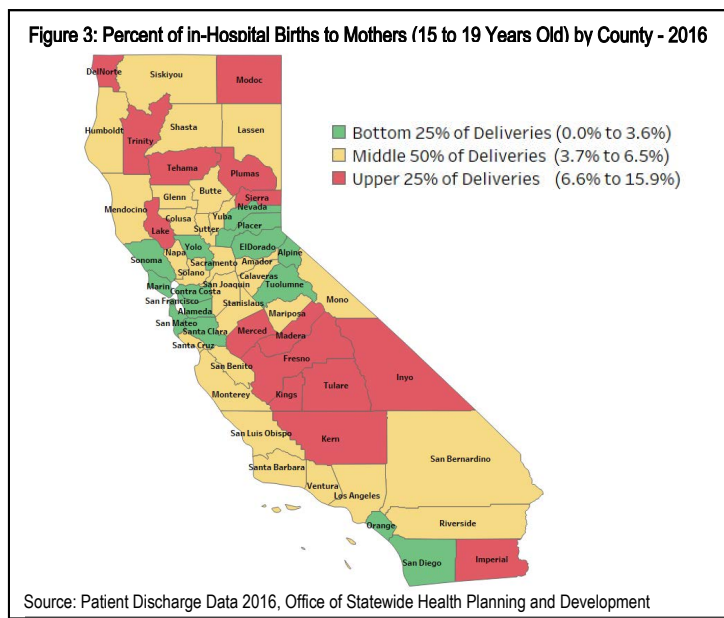 Figure 3: Percent of in-Hospital Births to Mothers (15 to 19 Years Old) by County - 2016
DelNorte
Siskiyou
Modoc
Bottom 25% of Deliveries (0.0% to 3.6%)
Middle 50% of Deliveries (3.7% to 6.5%)
Upper 25% of Deliveries (6.6% to 15.9%)
Humboldt
Trinity
Shasta
Lassen
Tehama
Plumas
Glenn
Butte
Sierra
Nevada
Mendocino
Colusa
Yuba
Placer
Lake
Sutter
Yolo
ElDorado
Alpine
Sonoma
Napa
Sacramento
Amador
Solano
Calaveras
Marin
Contra Costa
San Joaquin
Tuolumne
Mono
San Francisco
Alameda
Stanislaus
Mariposa
San Mateo
Santa Clara
Merced
Madera
Santa Cruz
Fresno
San Benito
Inyo
Monterey
Kings
Tulare
San Luis Obispo
Kern
San Bernardino
Santa Barbara
Ventura
Los Angeles
Orange
Riverside
San Diego
Imperial
Source: Patient Discharge Data 2016, Office of Statewide Health Planning and Development